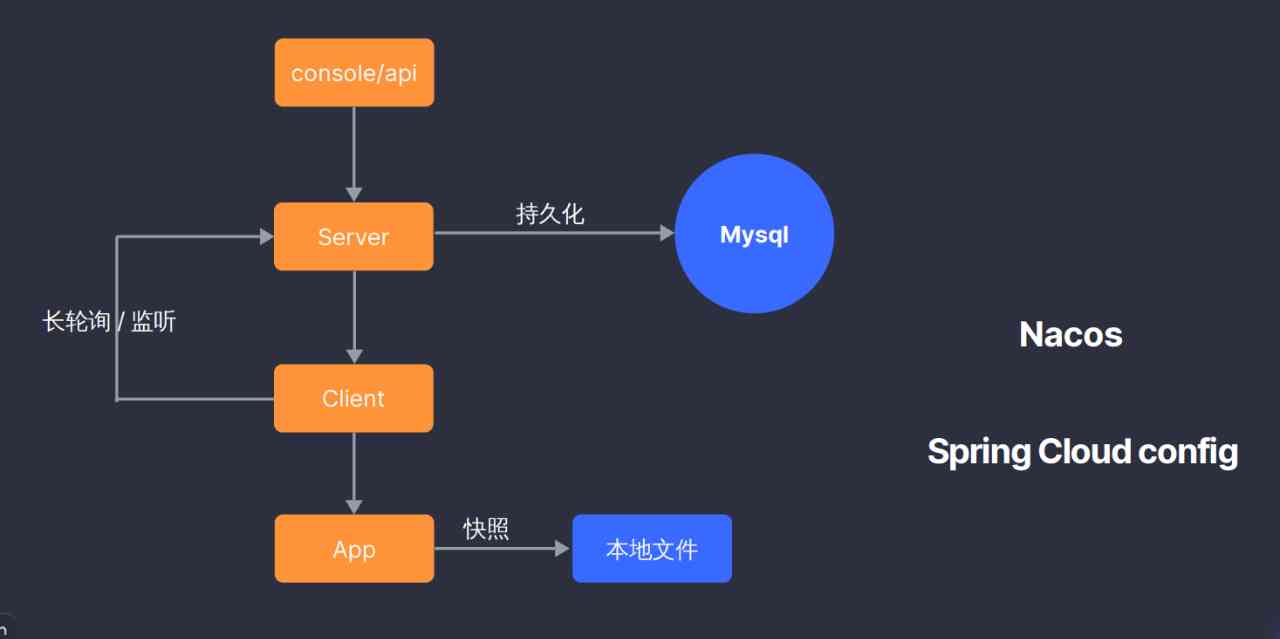 console/api
Server
持久化
Mysql
长轮询 / 监听
Nacos
Client
Spring Cloud config
App
快照
本地文件